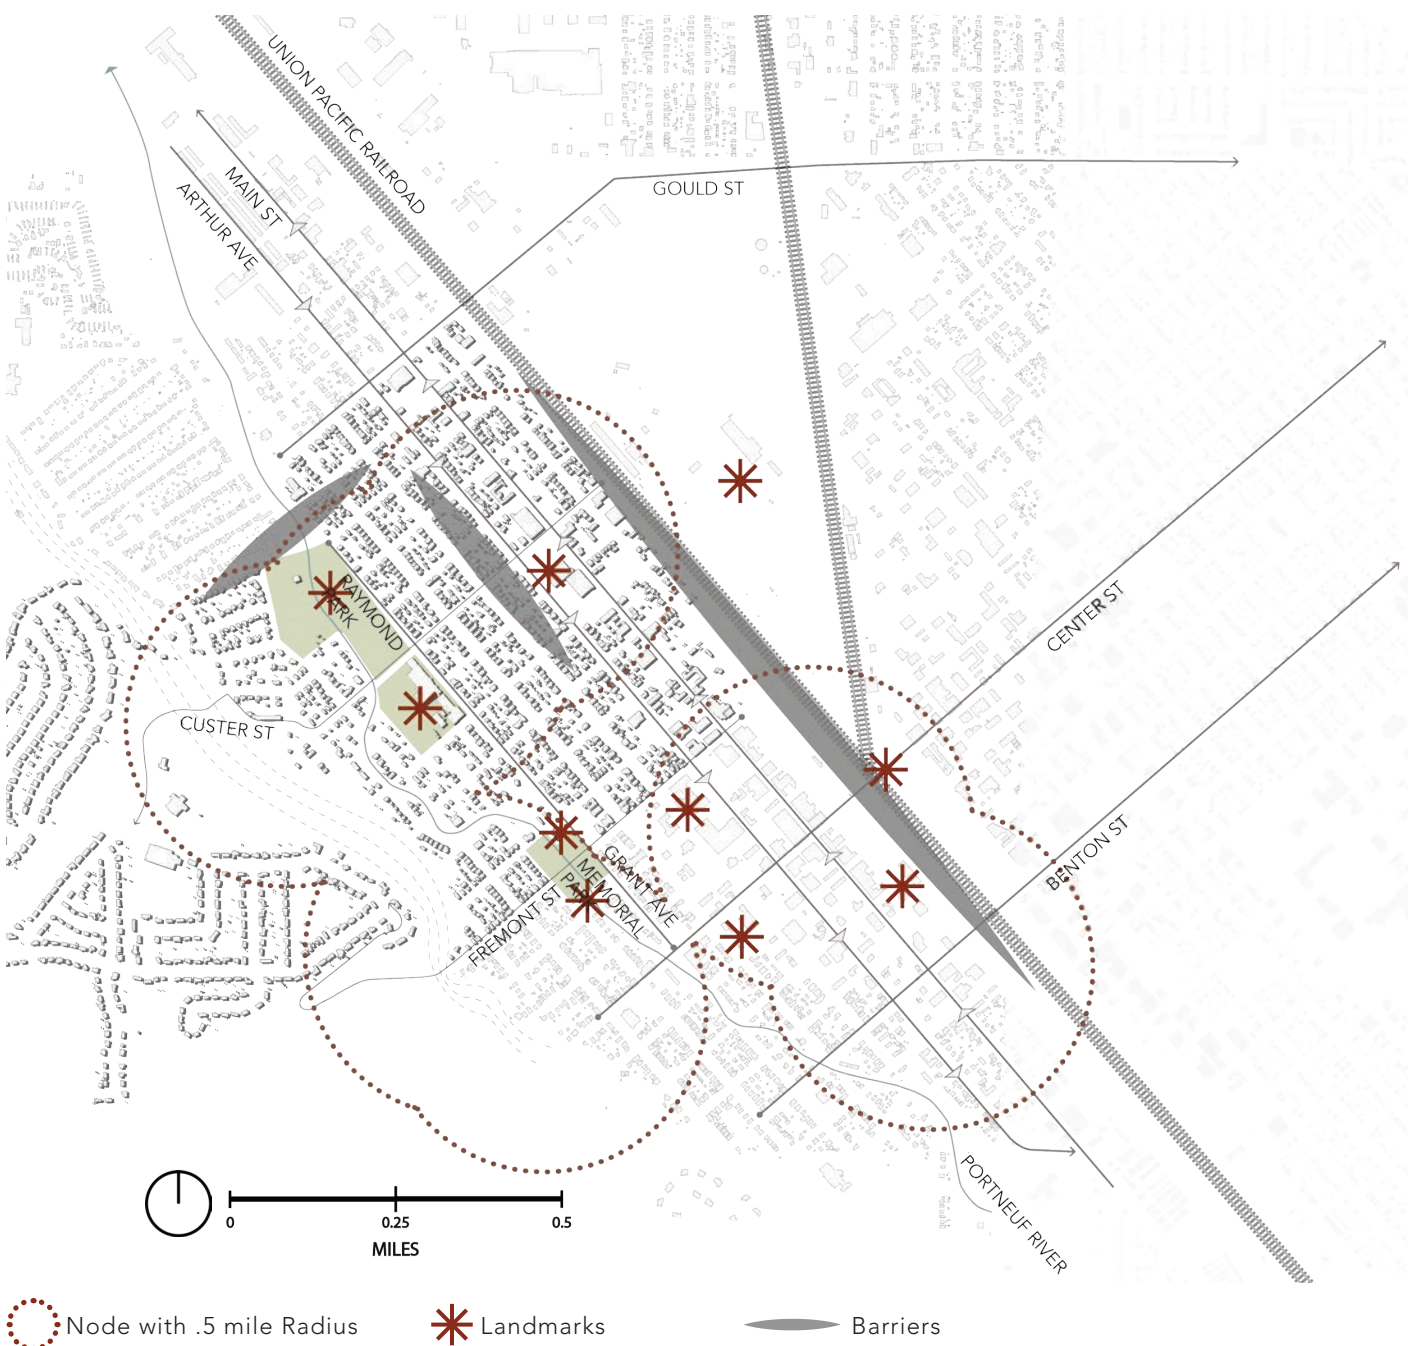 UNION PACIFIC RAILROAD
MAIN ST
ARTHUR AVE
GOULD ST
RAYMOND
PARK
CUSTER ST
CENTER ST
BENTON ST
GRANT AVE
MEMORIAL
PARK
FREMONT ST
PORTNEUF RIVER
0
0.25
0.5
MILES
Node with .5 mile Radius
Landmarks
Barriers